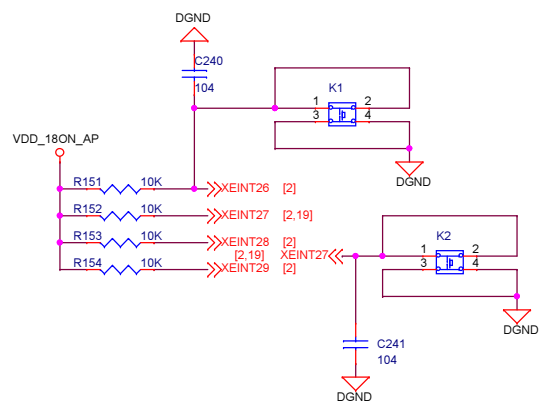 DGND
C240
104
K1
1 2
3 4
DGND
VDD_18ON_AP
R151 10K XEINT26 [2]
R152 10K XEINT27 [2,19]
R153 10K XEINT28 [2]
[2,19] XEINT27
R154 10K XEINT29 [2]
K2
1 2
3 4
DGND
C241
104
DGND